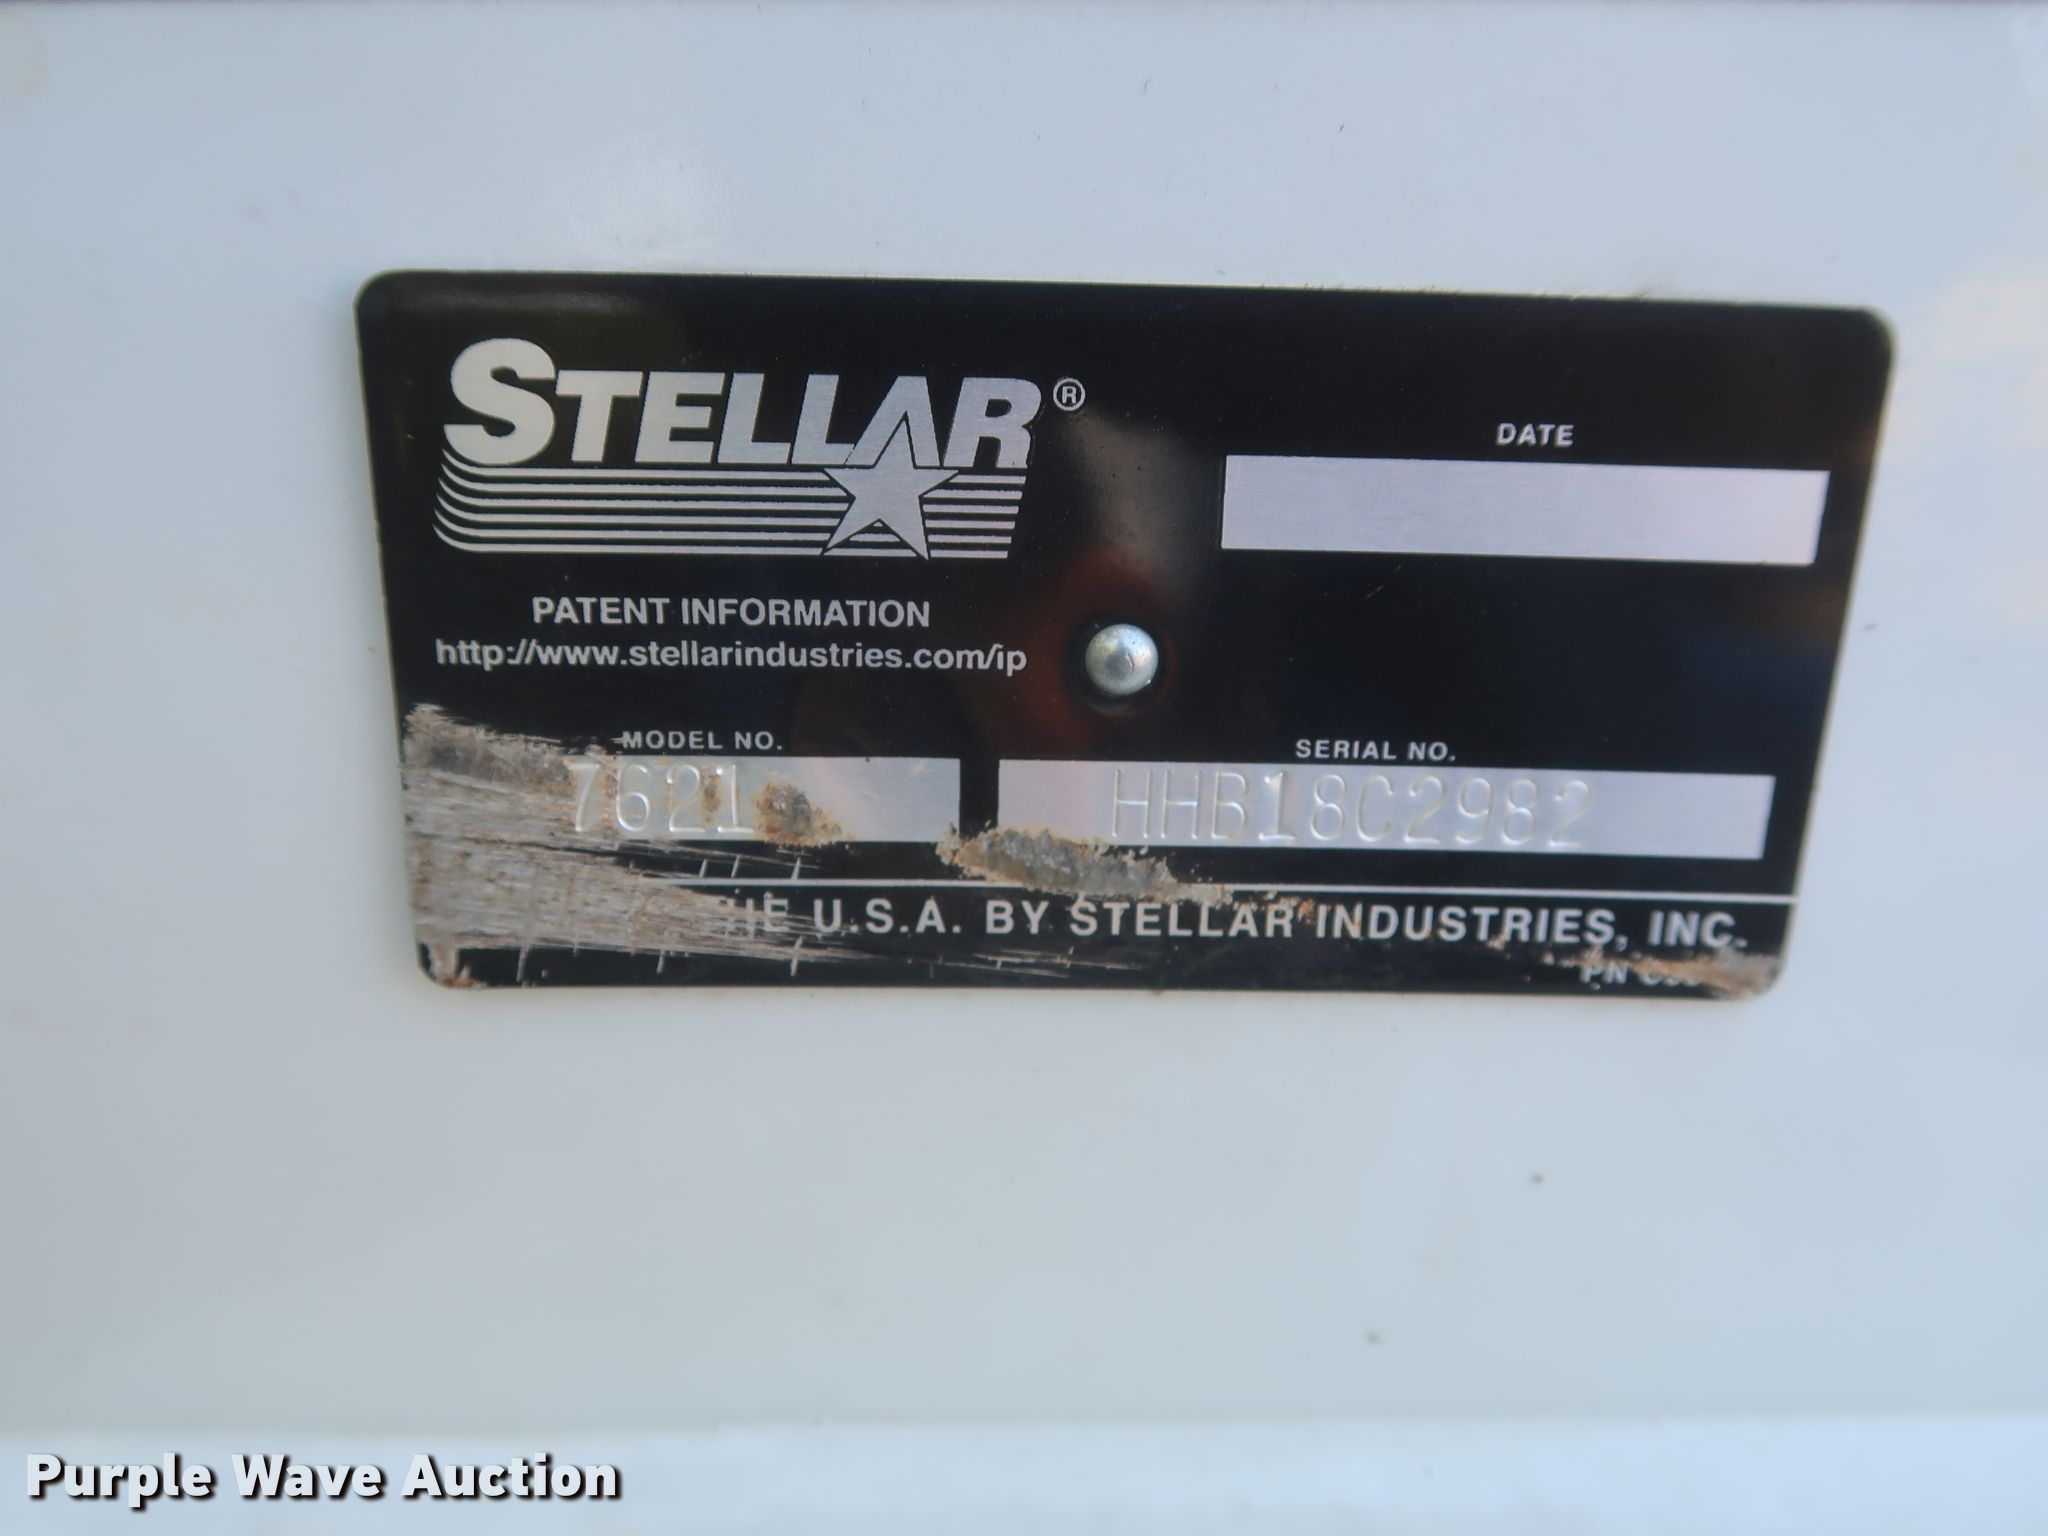 STELLAR®
DATE
PATENT INFORMATION
http://www.stellarindustries.com/ip
MODEL NO.
7621
SERIAL NO.
HHB18C2982
U.S.A. BY STELLAR INDUSTRIES, INC.
PN
Purple Wave Auction